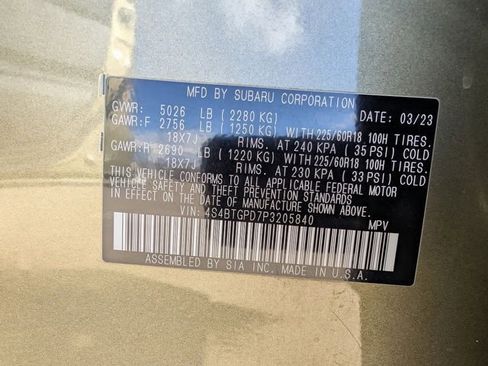 MFD BY SUBARU CORPORATION DATE: 03/23
GVWR: 5026 LB (2280 KG)
GAWR:F 2756 LB (1250 KG) WITH 225/60R18 100H TIRES.
18X7J RIMS. AT 240 KPA (35 PSI) COLD
GAWR:R 2690 LB (1220 KG) WITH 225/60R18 100H TIRES.
18X7J RIMS. AT 230 KPA (33 PSI) COLD
THIS VEHICLE CONFORMS TO ALL APPLICABLE FEDERAL MOTOR
VEHICLE SAFETY AND THEFT PREVENTION STANDARDS
IN EFFECT ON THE DATE OF MANUFACTURE SHOWN ABOVE.
VIN: 4S4BTGPD7P3205840 MPV
ASSEMBLED BY SIA INC. MADE IN U.S.A.